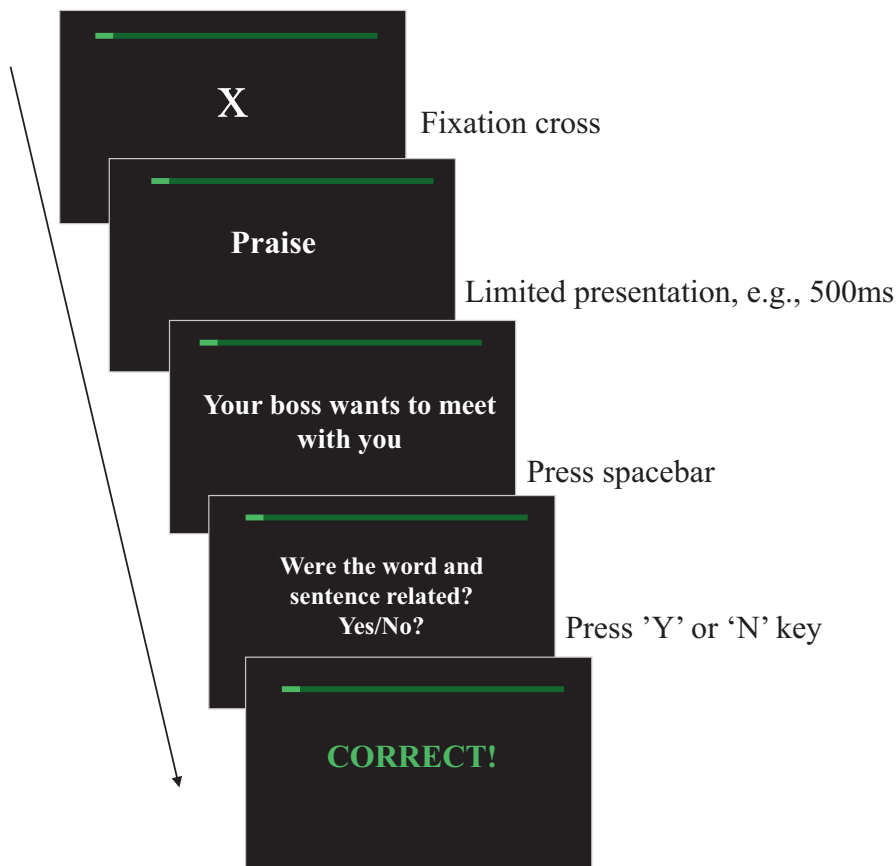 X
Fixation cross
Praise
Limited presentation, e.g., 500ms
Your boss wants to meet
with you
Press spacebar
Were the word and
sentence related?
Yes/No?
Press ’Y’ or ‘N’ key
CORRECT!